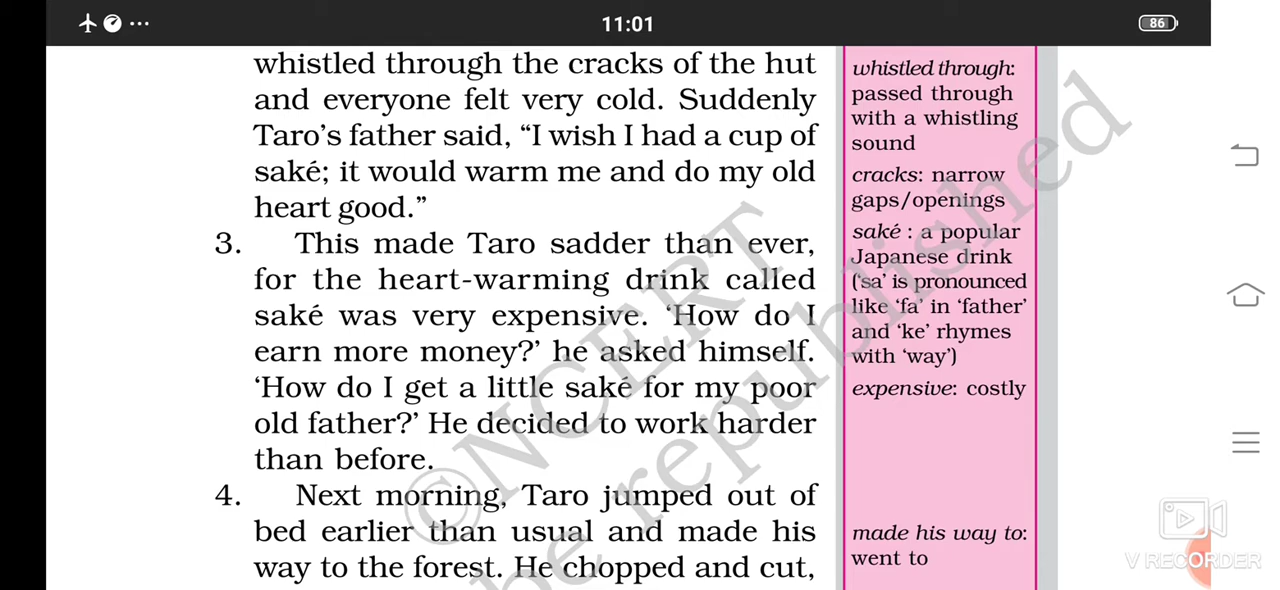 11:01
86
whistled through the cracks of the hut
and everyone felt very cold. Suddenly
Taro's father said, “I wish I had a cup of
saké; it would warm me and do my old
heart good.”
3. This made Taro sadder than ever,
for the heart-warming drink called
saké was very expensive. ‘How do I
earn more money?’ he asked himself.
‘How do I get a little saké for my poor
old father?’ He decided to work harder
than before.
4. Next morning, Taro jumped out of
bed earlier than usual and made his
way to the forest. He chopped and cut,
whistled through:
passed through
with a whistling
sound
cracks: narrow
gaps/openings
saké : a popular
Japanese drink
(‘sa’ is pronounced
like ‘fa’ in ‘father’
and ‘ke’ rhymes
with ‘way’)
expensive: costly
made his way to:
went to
©NCERT
be republished
V RECORDER